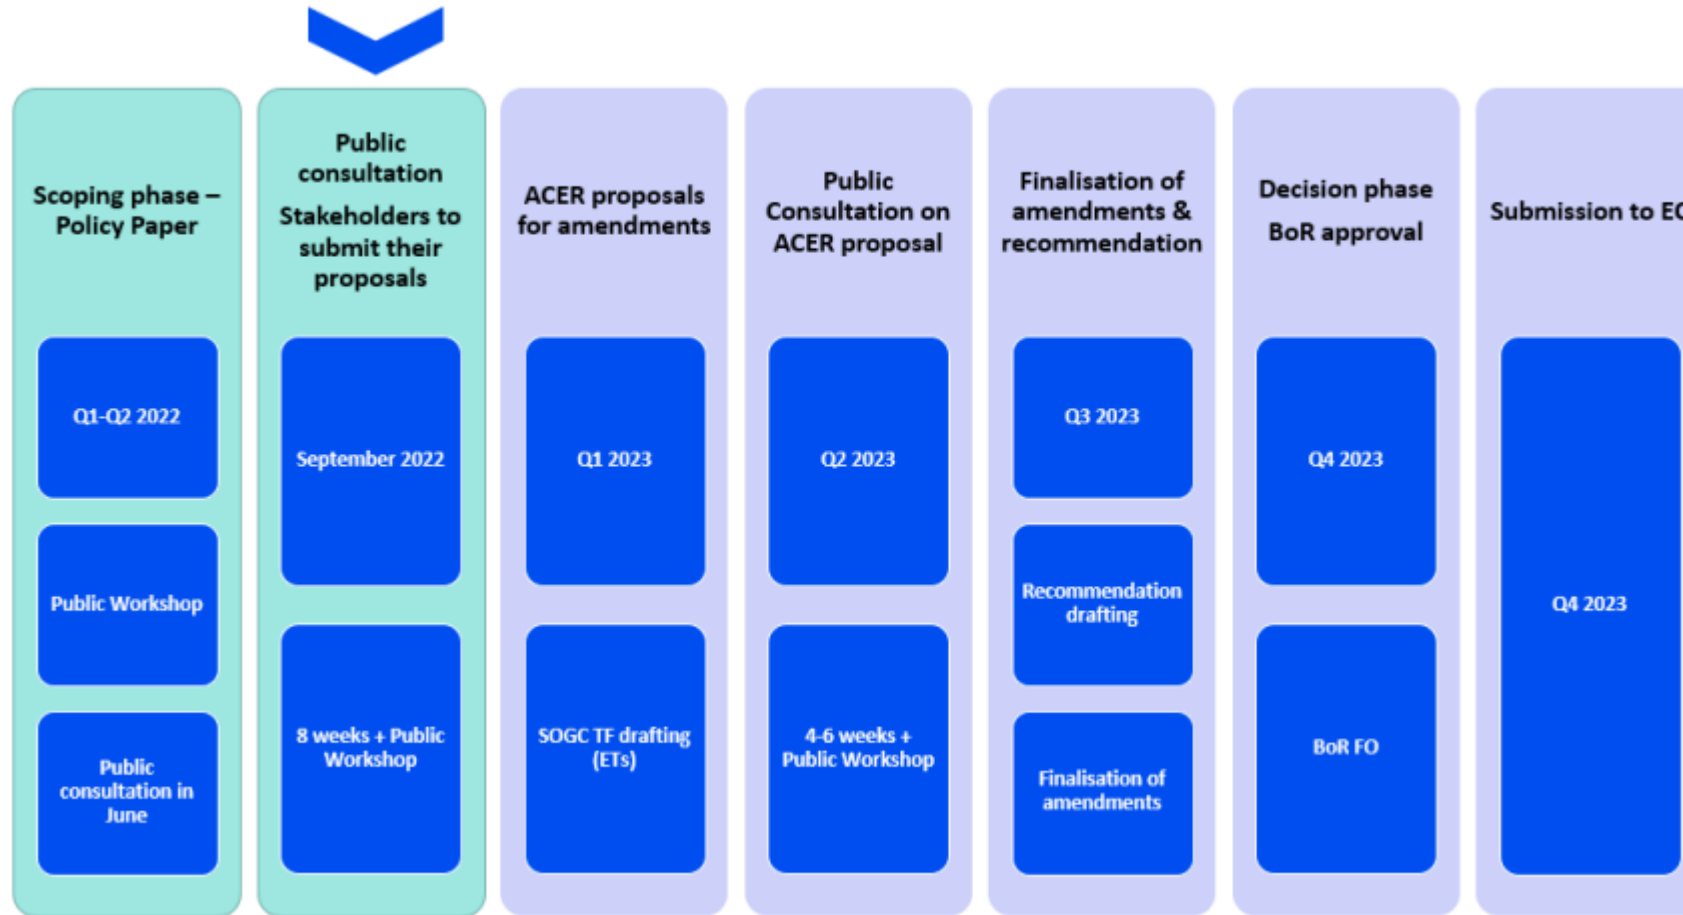 Scoping phase –
Policy Paper
Q1-Q2 2022
Public Workshop
Public
consultation in
June
Public
consultation
Stakeholders to
submit their
proposals
September 2022
8 weeks + Public
Workshop
ACER proposals
for amendments
Q1 2023
SOGC TF drafting
(ETs)
Public
Consultation on
ACER proposal
Q2 2023
4-6 weeks +
Public Workshop
Finalisation of
amendments &
recommendation
Q3 2023
Recommendation
drafting
Finalisation of
amendments
Decision phase
BoR approval
Q4 2023
BoR FO
Submission to EC
Q4 2023